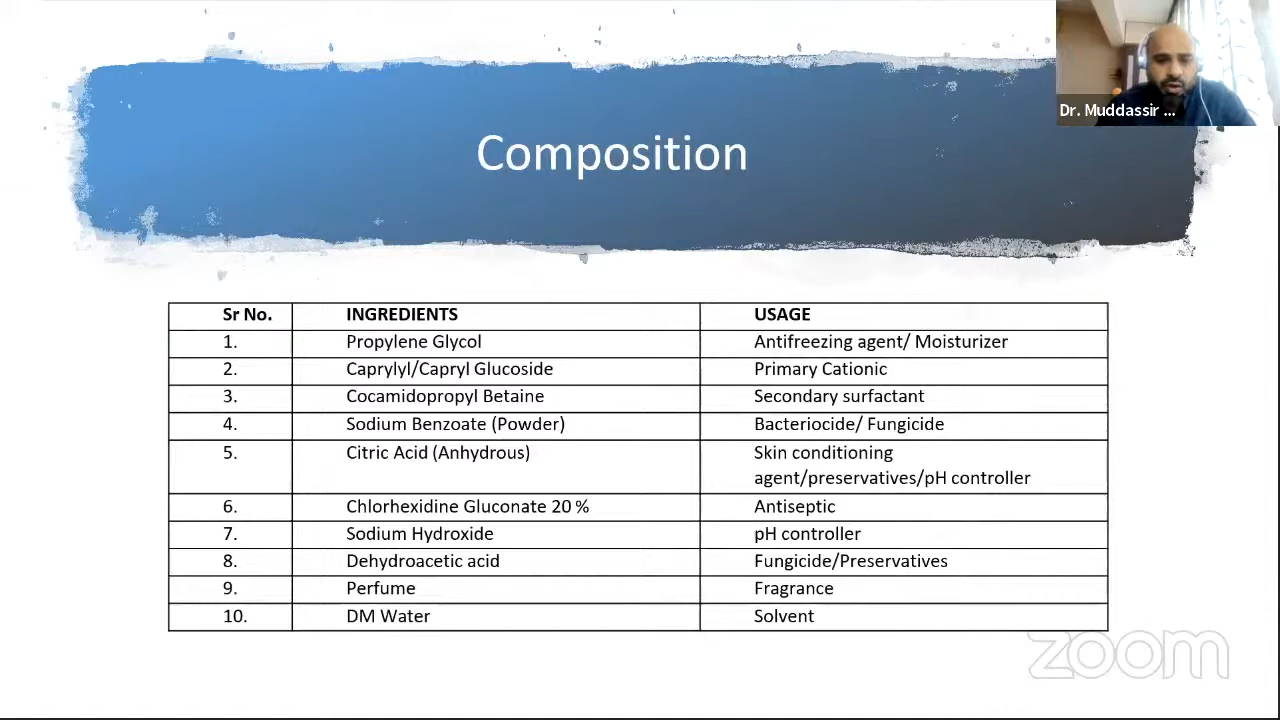 Dr. Muddassir ...
Composition
Sr No. INGREDIENTS USAGE
1. Propylene Glycol Antifreezing agent/ Moisturizer
2. Caprylyl/Capryl Glucoside Primary Cationic
3. Cocamidopropyl Betaine Secondary surfactant
4. Sodium Benzoate (Powder) Bacteriocide/ Fungicide
5. Citric Acid (Anhydrous) Skin conditioning
agent/preservatives/pH controller
6. Chlorhexidine Gluconate 20 % Antiseptic
7. Sodium Hydroxide pH controller
8. Dehydroacetic acid Fungicide/Preservatives
9. Perfume Fragrance
10. DM Water Solvent
zoom